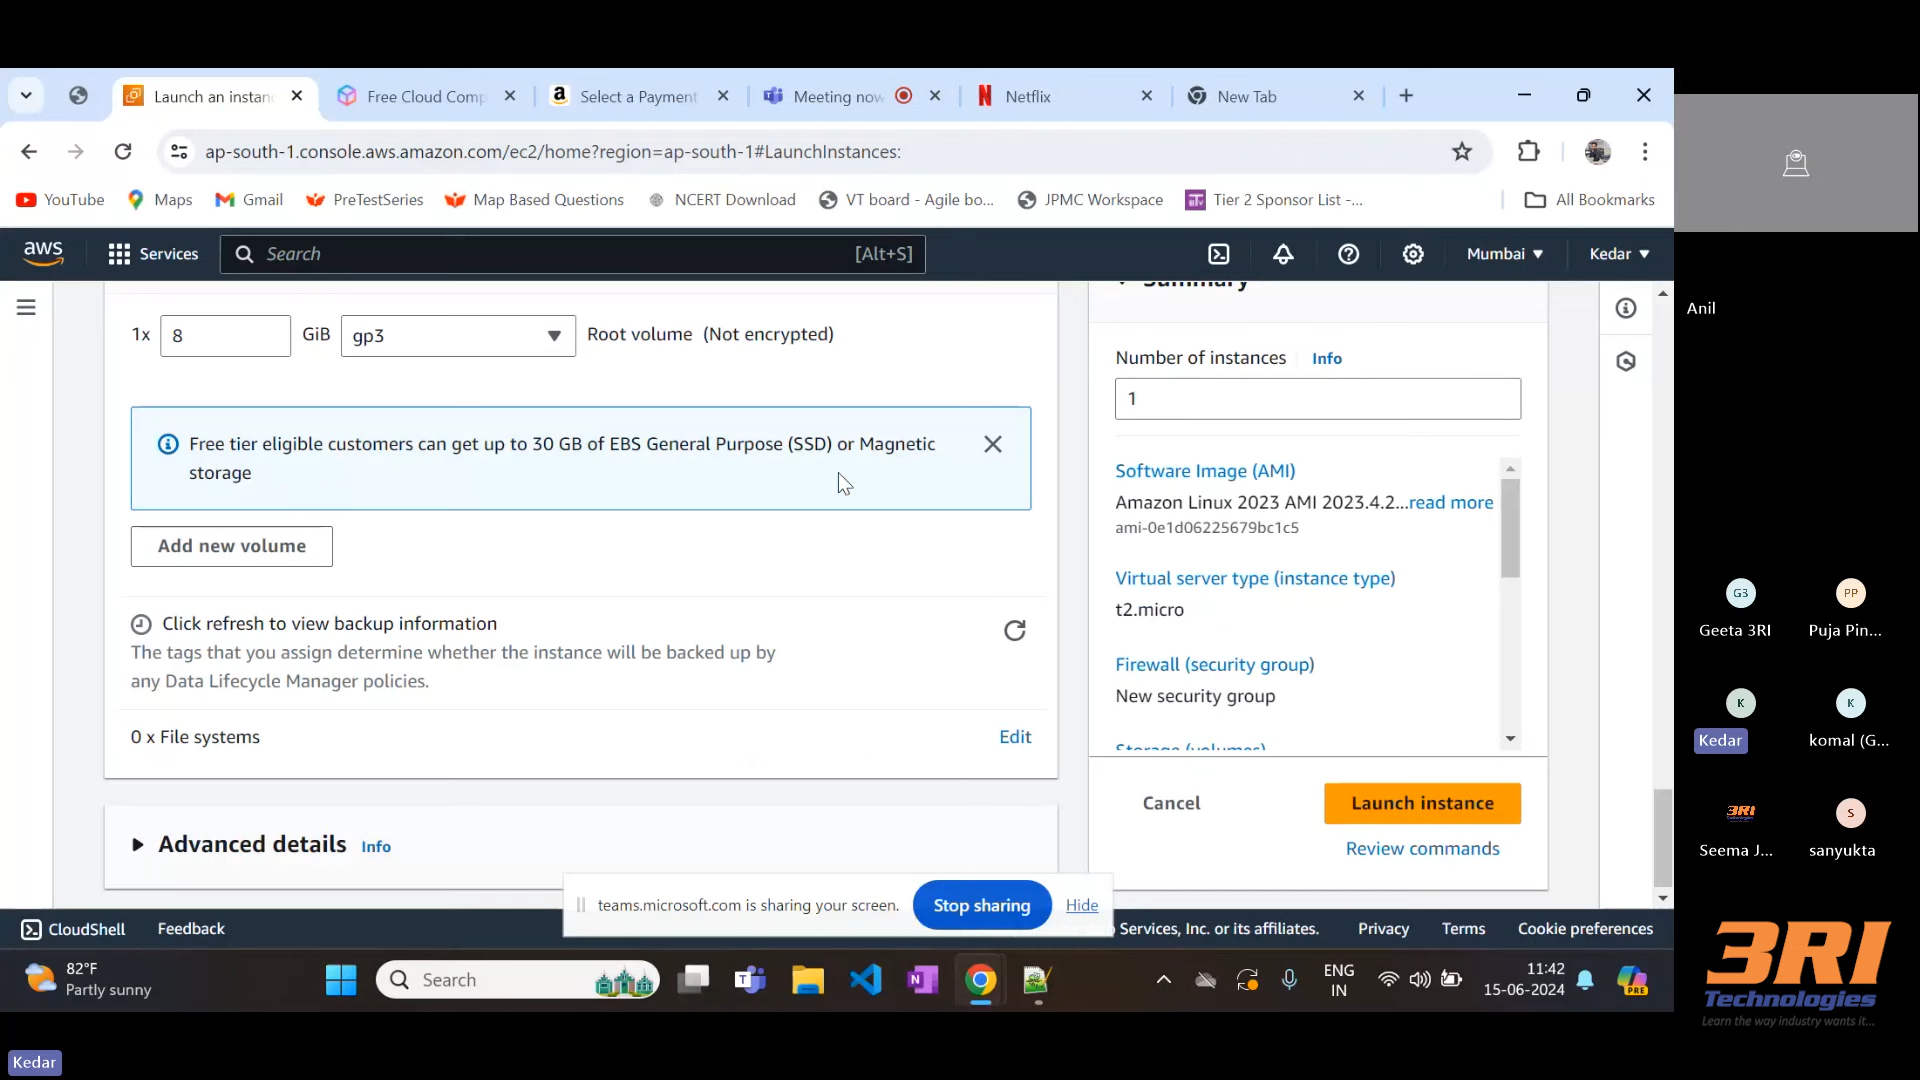 Launch an instan
Free Cloud Comp
Select a Payment
Meeting now
Netflix
New Tab
ap-south-1.console.aws.amazon.com/ec2/home?region=ap-south-1#LaunchInstances:
YouTube
Maps
Gmail
PreTestSeries
Map Based Questions
NCERT Download
VT board - Agile bo...
JPMC Workspace
Tier 2 Sponsor List -...
All Bookmarks
aws
Services
Search
[Alt+S]
Mumbai
Kedar
1x
8
GiB
gp3
Root volume (Not encrypted)
Free tier eligible customers can get up to 30 GB of EBS General Purpose (SSD) or Magnetic
storage
Add new volume
Click refresh to view backup information
The tags that you assign determine whether the instance will be backed up by
any Data Lifecycle Manager policies.
0 x File systems
Edit
Advanced details
Info
Summary
Number of instances
Info
1
Software Image (AMI)
Amazon Linux 2023 AMI 2023.4.2...read more
ami-0e1d06225679bc1c5
Virtual server type (instance type)
t2.micro
Firewall (security group)
New security group
Storage (volumes)
Cancel
Launch instance
Review commands
teams.microsoft.com is sharing your screen.
Stop sharing
Hide
CloudShell
Feedback
Services, Inc. or its affiliates.
Privacy
Terms
Cookie preferences
82°F
Partly sunny
Search
ENG
IN
11:42
15-06-2024
PRE
Anil
G3
Geeta 3RI
PP
Puja Pin...
K
Kedar
K
komal (G...
3RI
Seema J...
S
sanyukta
3RI
Technologies
Learn the way industry wants it...
Kedar